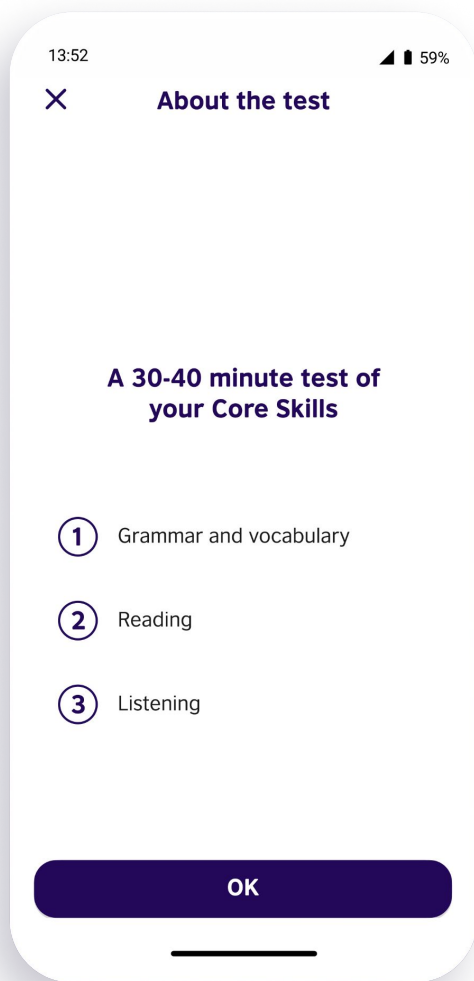 13:52
59%
About the test
A 30-40 minute test of
your Core Skills
1 Grammar and vocabulary
2 Reading
3 Listening
OK